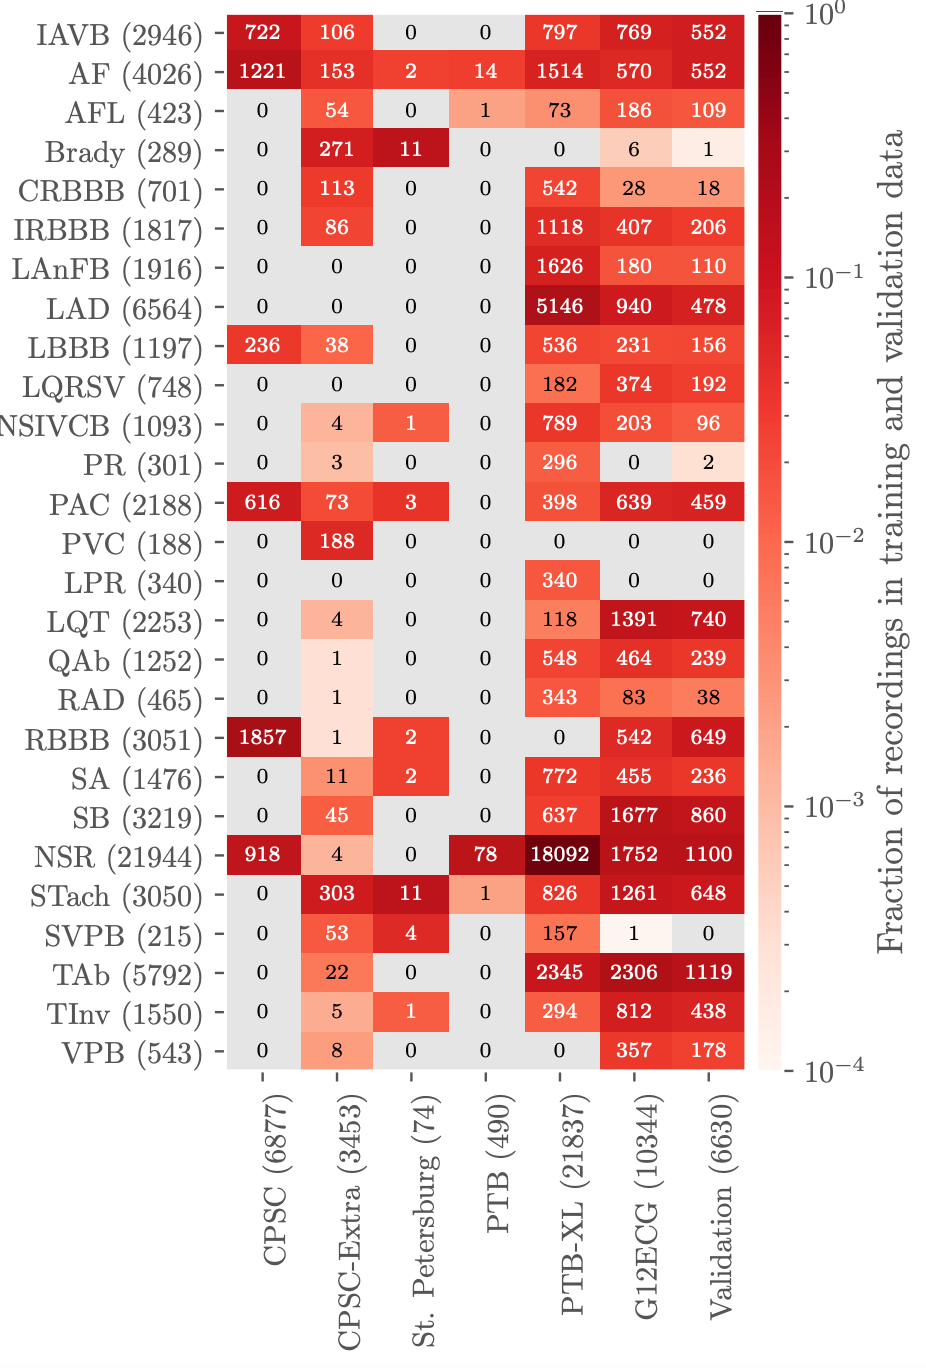 IAVB (2946) 722 106 0 0 797 769 552
AF (4026) 1221 153 2 14 1514 570 552
AFL (423) 0 54 0 1 73 186 109
Brady (289) 0 271 11 0 0 6 1
CRBBB (701) 0 113 0 0 542 28 18
IRBBB (1817) 0 86 0 0 1118 407 206
LAnFB (1916) 0 0 0 0 1626 180 110
LAD (6564) 0 0 0 0 5146 940 478
LBBB (1197) 236 38 0 0 536 231 156
LQRSV (748) 0 0 0 0 182 374 192
NSIVCB (1093) 0 4 1 0 789 203 96
PR (301) 0 3 0 0 296 0 2
PAC (2188) 616 73 3 0 398 639 459
PVC (188) 0 188 0 0 0 0 0
LPR (340) 0 0 0 0 340 0 0
LQT (2253) 0 4 0 0 118 1391 740
QAb (1252) 0 1 0 0 548 464 239
RAD (465) 0 1 0 0 343 83 38
RBBB (3051) 1857 1 2 0 0 542 649
SA (1476) 0 11 2 0 772 455 236
SB (3219) 0 45 0 0 637 1677 860
NSR (21944) 918 4 0 78 18092 1752 1100
STach (3050) 0 303 11 1 826 1261 648
SVPB (215) 0 53 4 0 157 1 0
TAb (5792) 0 22 0 0 2345 2306 1119
TInv (1550) 0 5 1 0 294 812 438
VPB (543) 0 8 0 0 0 357 178
CPSC (6877)
CPSC-Extra (3453)
St. Petersburg (74)
PTB (490)
PTB-XL (21837)
G12ECG (10344)
Validation (6630)
10⁰
10⁻¹
10⁻²
10⁻³
10⁻⁴
Fraction of recordings in training and validation data